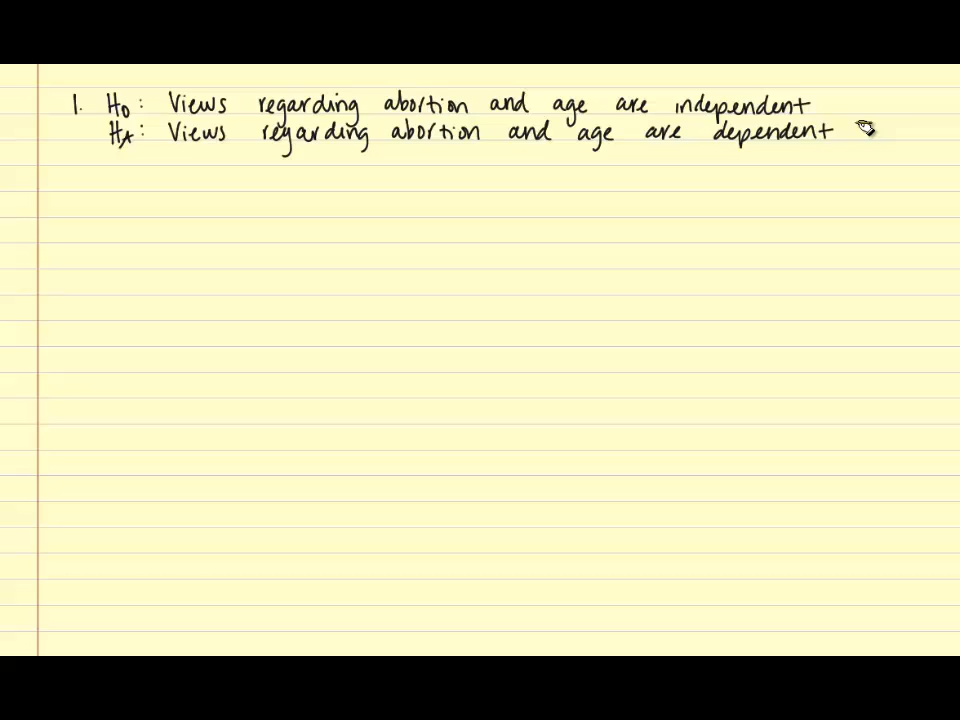 1. H0: Views regarding abortion and age are independent
HA: Views regarding abortion and age are dependent